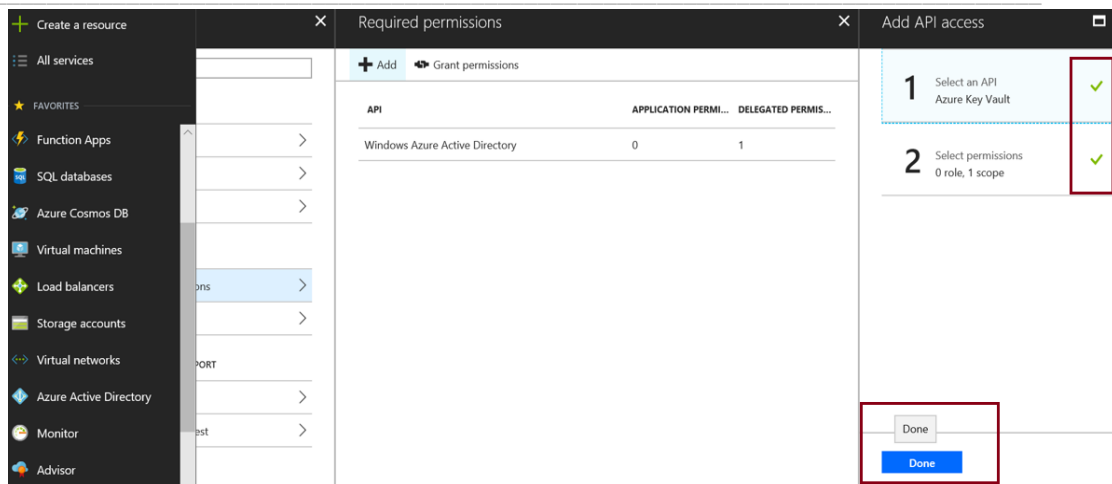 Create a resource
All services
FAVORITES
Function Apps
SQL databases
Azure Cosmos DB
Virtual machines
Load balancers
Storage accounts
Virtual networks
Azure Active Directory
Monitor
Advisor
ons
PORT
est
Required permissions
Add Grant permissions
API APPLICATION PERMI... DELEGATED PERMIS...
Windows Azure Active Directory 0 1
Add API access
1 Select an API
Azure Key Vault
2 Select permissions
0 role, 1 scope
Done
Done